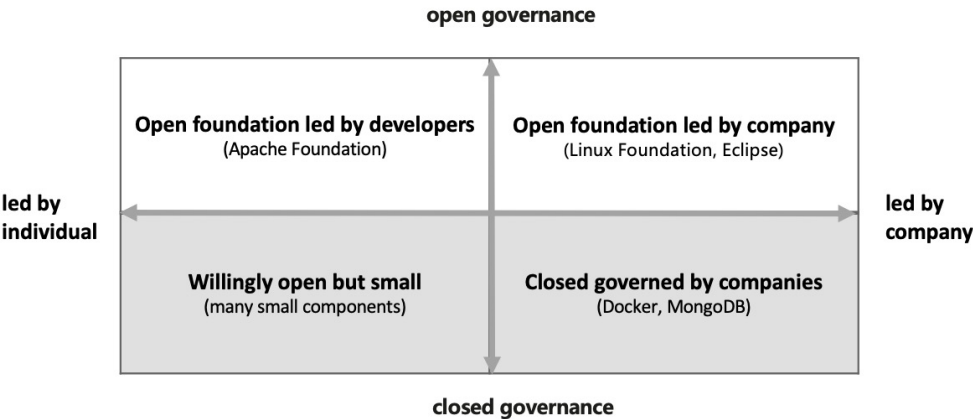 open governance
Open foundation led by developers
(Apache Foundation)
Open foundation led by company
(Linux Foundation, Eclipse)
led by
individual
led by
company
Willingly open but small
(many small components)
Closed governed by companies
(Docker, MongoDB)
closed governance